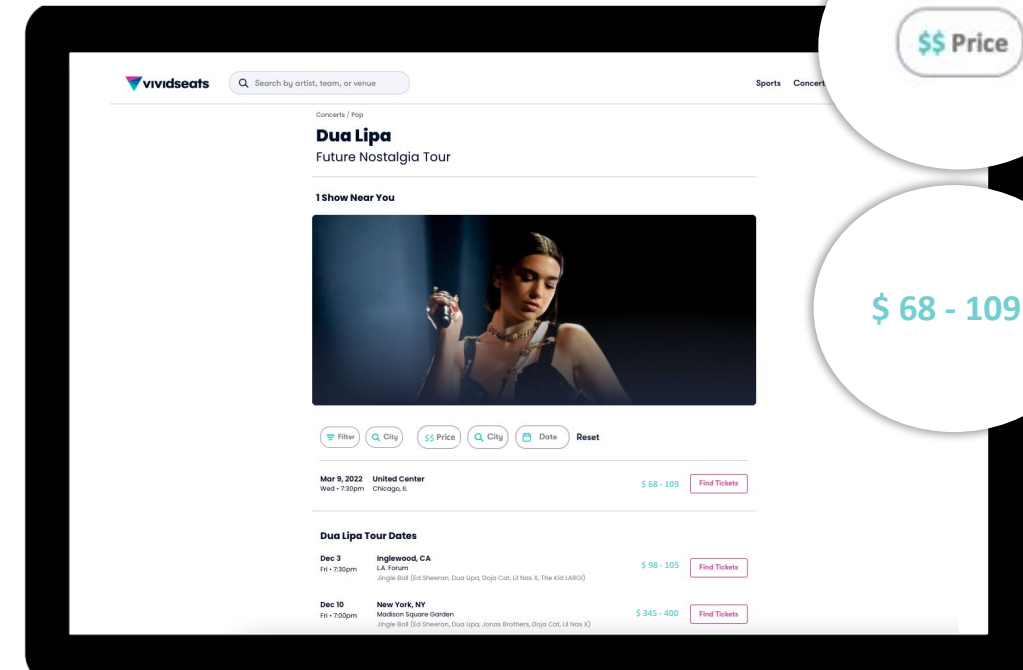 $$ Price
vividseats
Search by artist, team, or venue
Sports Concert
Concerts / Pop
Dua Lipa
Future Nostalgia Tour
1 Show Near You
$ 68 - 109
Filter City $$ Price City Date Reset
Mar 9, 2022 United Center
Wed • 7:30pm Chicago, IL
$ 68 - 109 Find Tickets
Dua Lipa Tour Dates
Dec 3 Inglewood, CA
Fri • 7:30pm L.A. Forum
$ 98 - 105 Find Tickets
Jingle Ball (Ed Sheeran, Dua Lipa, Doja Cat, Lil Nas X, The Kid LAROI)
Dec 10 New York, NY
Fri • 7:00pm Madison Square Garden
$ 345 - 400 Find Tickets
Jingle Ball (Ed Sheeran, Dua Lipa, Jonas Brothers, Doja Cat, Lil Nas X)